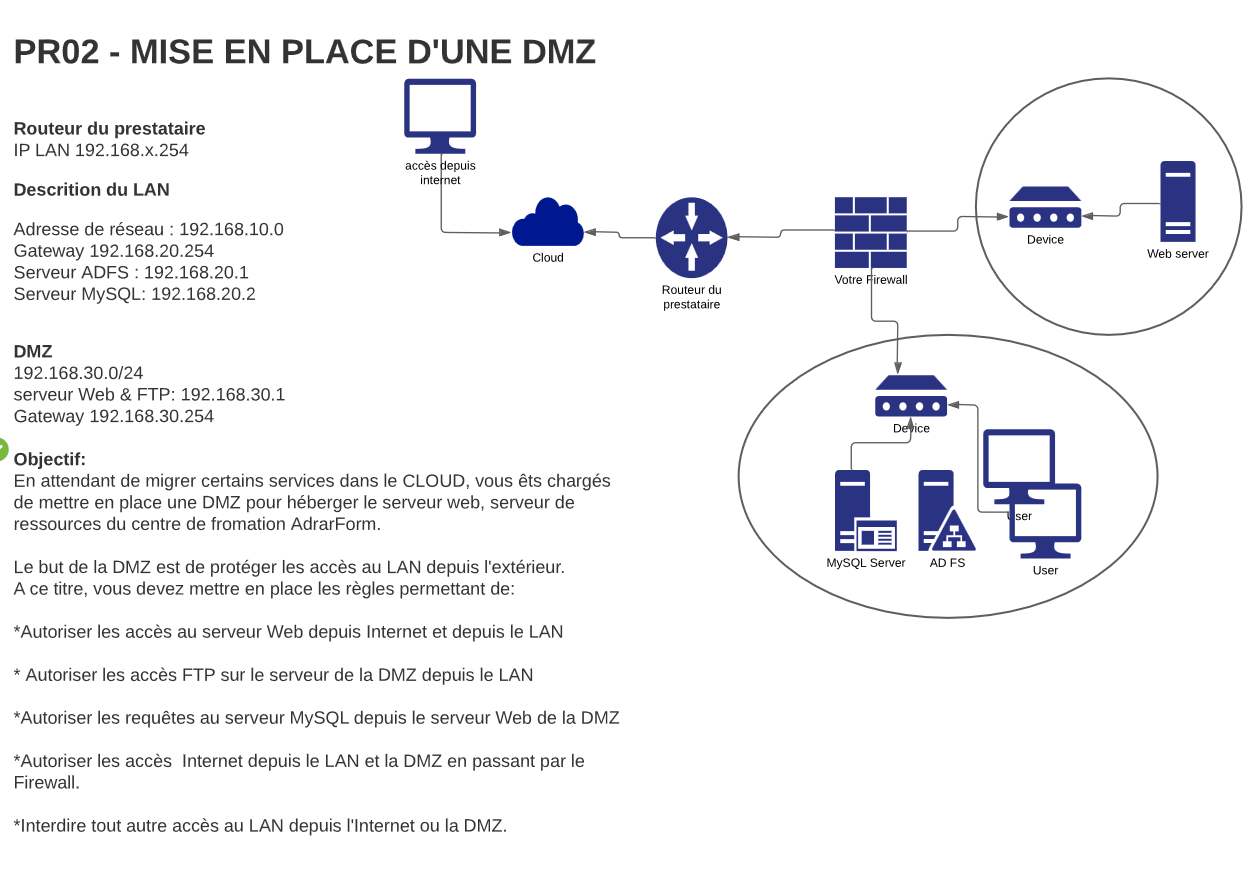 PR02 - MISE EN PLACE D'UNE DMZ
Routeur du prestataire
IP LAN 192.168.x.254
Descrition du LAN
Adresse de réseau : 192.168.10.0
Gateway 192.168.20.254
Serveur ADFS : 192.168.20.1
Serveur MySQL: 192.168.20.2
DMZ
192.168.30.0/24
serveur Web & FTP: 192.168.30.1
Gateway 192.168.30.254
Objectif:
En attendant de migrer certains services dans le CLOUD, vous êts chargés
de mettre en place une DMZ pour héberger le serveur web, serveur de
ressources du centre de fromation AdrarForm.
Le but de la DMZ est de protéger les accès au LAN depuis l'extérieur.
A ce titre, vous devez mettre en place les règles permettant de:
*Autoriser les accès au serveur Web depuis Internet et depuis le LAN
* Autoriser les accès FTP sur le serveur de la DMZ depuis le LAN
*Autoriser les requêtes au serveur MySQL depuis le serveur Web de la DMZ
*Autoriser les accès  Internet depuis le LAN et la DMZ en passant par le
Firewall.
*Interdire tout autre accès au LAN depuis l'Internet ou la DMZ.
accès depuis
internet
Cloud
Routeur du
prestataire
Votre Firewall
Device
Web server
Device
User
MySQL Server
AD FS
User